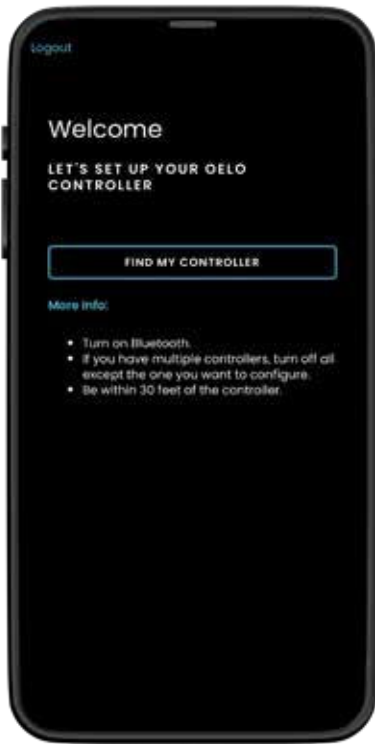 Logout
Welcome
LET'S SET UP YOUR OELO
CONTROLLER
FIND MY CONTROLLER
More info:
• Turn on Bluetooth.
• If you have multiple controllers, turn off all
except the one you want to configure.
• Be within 30 feet of the controller.